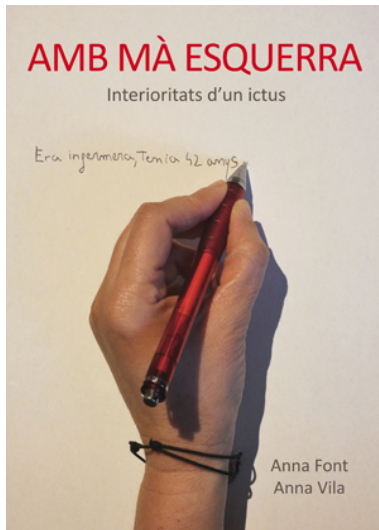 AMB MÀ ESQUERRA
Interioritats d'un ictus
Era infermera, Tenia 42 anys
Anna Font
Anna Vila